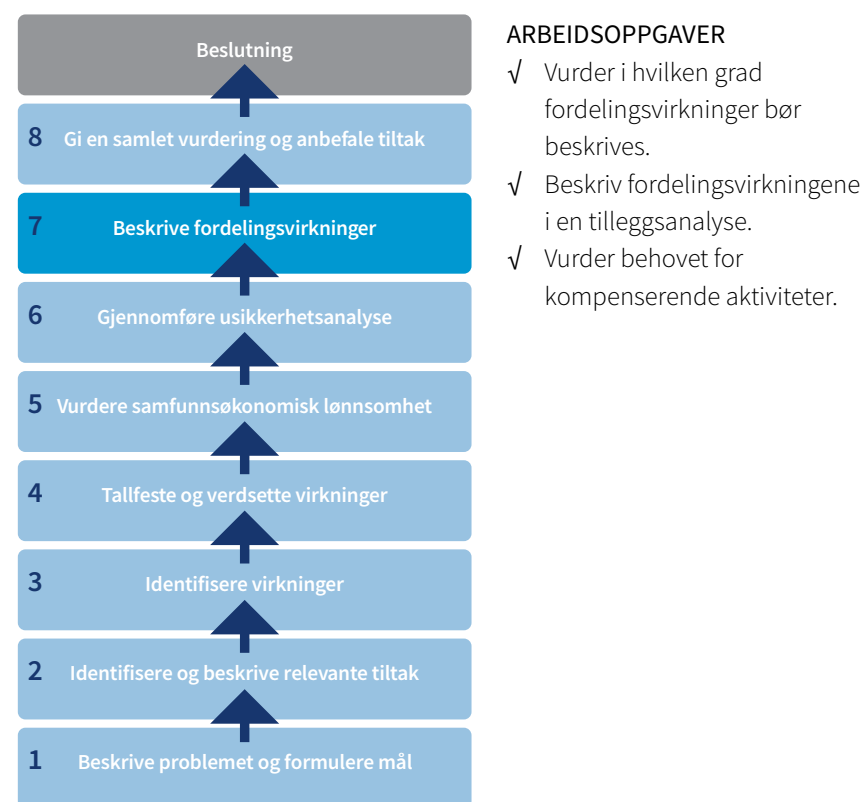 Beslutning
8 Gi en samlet vurdering og anbefale tiltak
7 Beskrive fordelingsvirkninger
6 Gjennomføre usikkerhetsanalyse
5 Vurdere samfunnsøkonomisk lønnsomhet
4 Tallfeste og verdsette virkninger
3 Identifisere virkninger
2 Identifisere og beskrive relevante tiltak
1 Beskrive problemet og formulere mål
ARBEIDSOPPGAVER
√ Vurder i hvilken grad
fordelingsvirkninger bør
beskrives.
√ Beskriv fordelingsvirkningene
i en tilleggsanalyse.
√ Vurder behovet for
kompenserende aktiviteter.